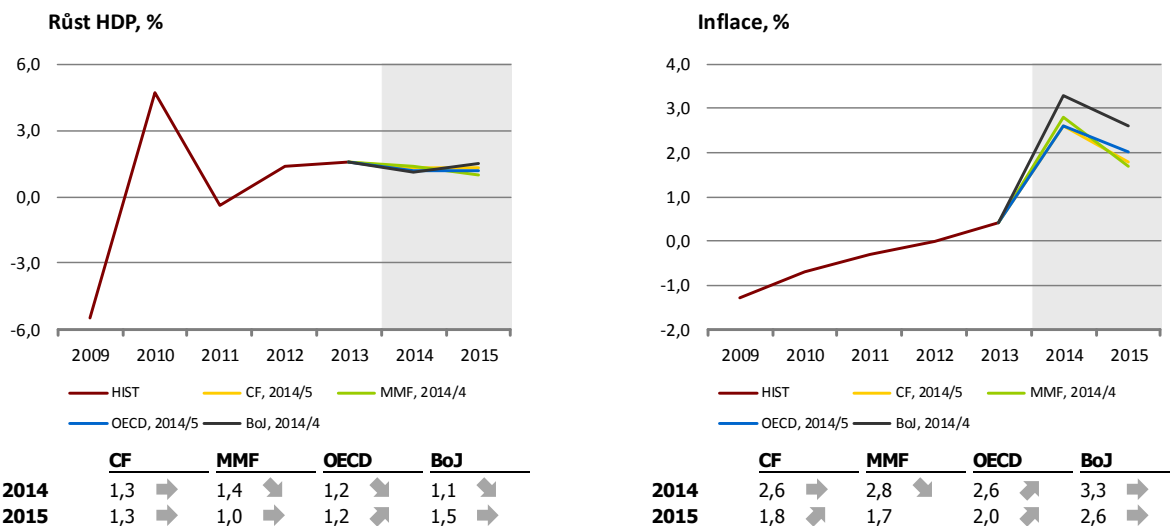 Růst HDP, %
6,0
3,0
0,0
-3,0
-6,0
2009 2010 2011 2012 2013 2014 2015
HIST CF, 2014/5 MMF, 2014/4
OECD, 2014/5 BoJ, 2014/4
CF MMF OECD BoJ
2014 1,3 1,4 1,2 1,1
2015 1,3 1,0 1,2 1,5
Inflace, %
4,0
3,0
2,0
1,0
0,0
-1,0
-2,0
2009 2010 2011 2012 2013 2014 2015
HIST CF, 2014/5 MMF, 2014/4
OECD, 2014/5 BoJ, 2014/4
CF MMF OECD BoJ
2014 2,6 2,8 2,6 3,3
2015 1,8 1,7 2,0 2,6